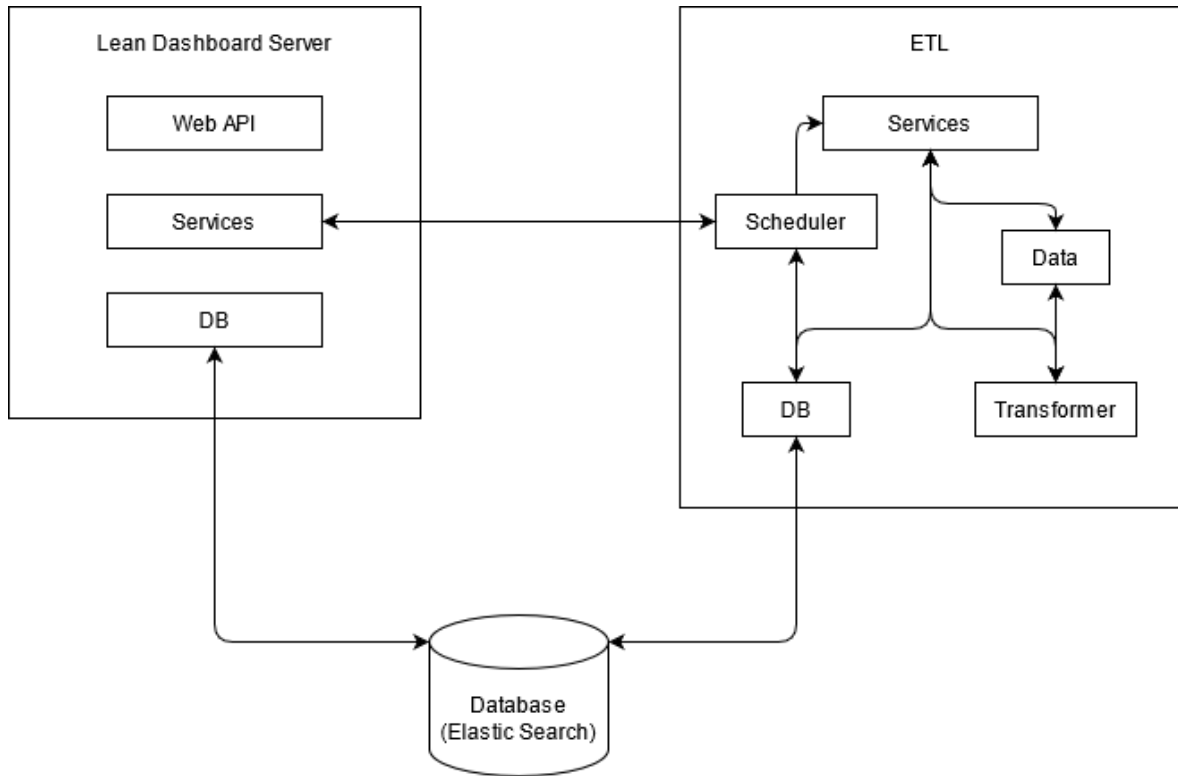 Lean Dashboard Server
Web API
Services
DB
ETL
Services
Scheduler
Data
DB
Transformer
Database
(Elastic Search)